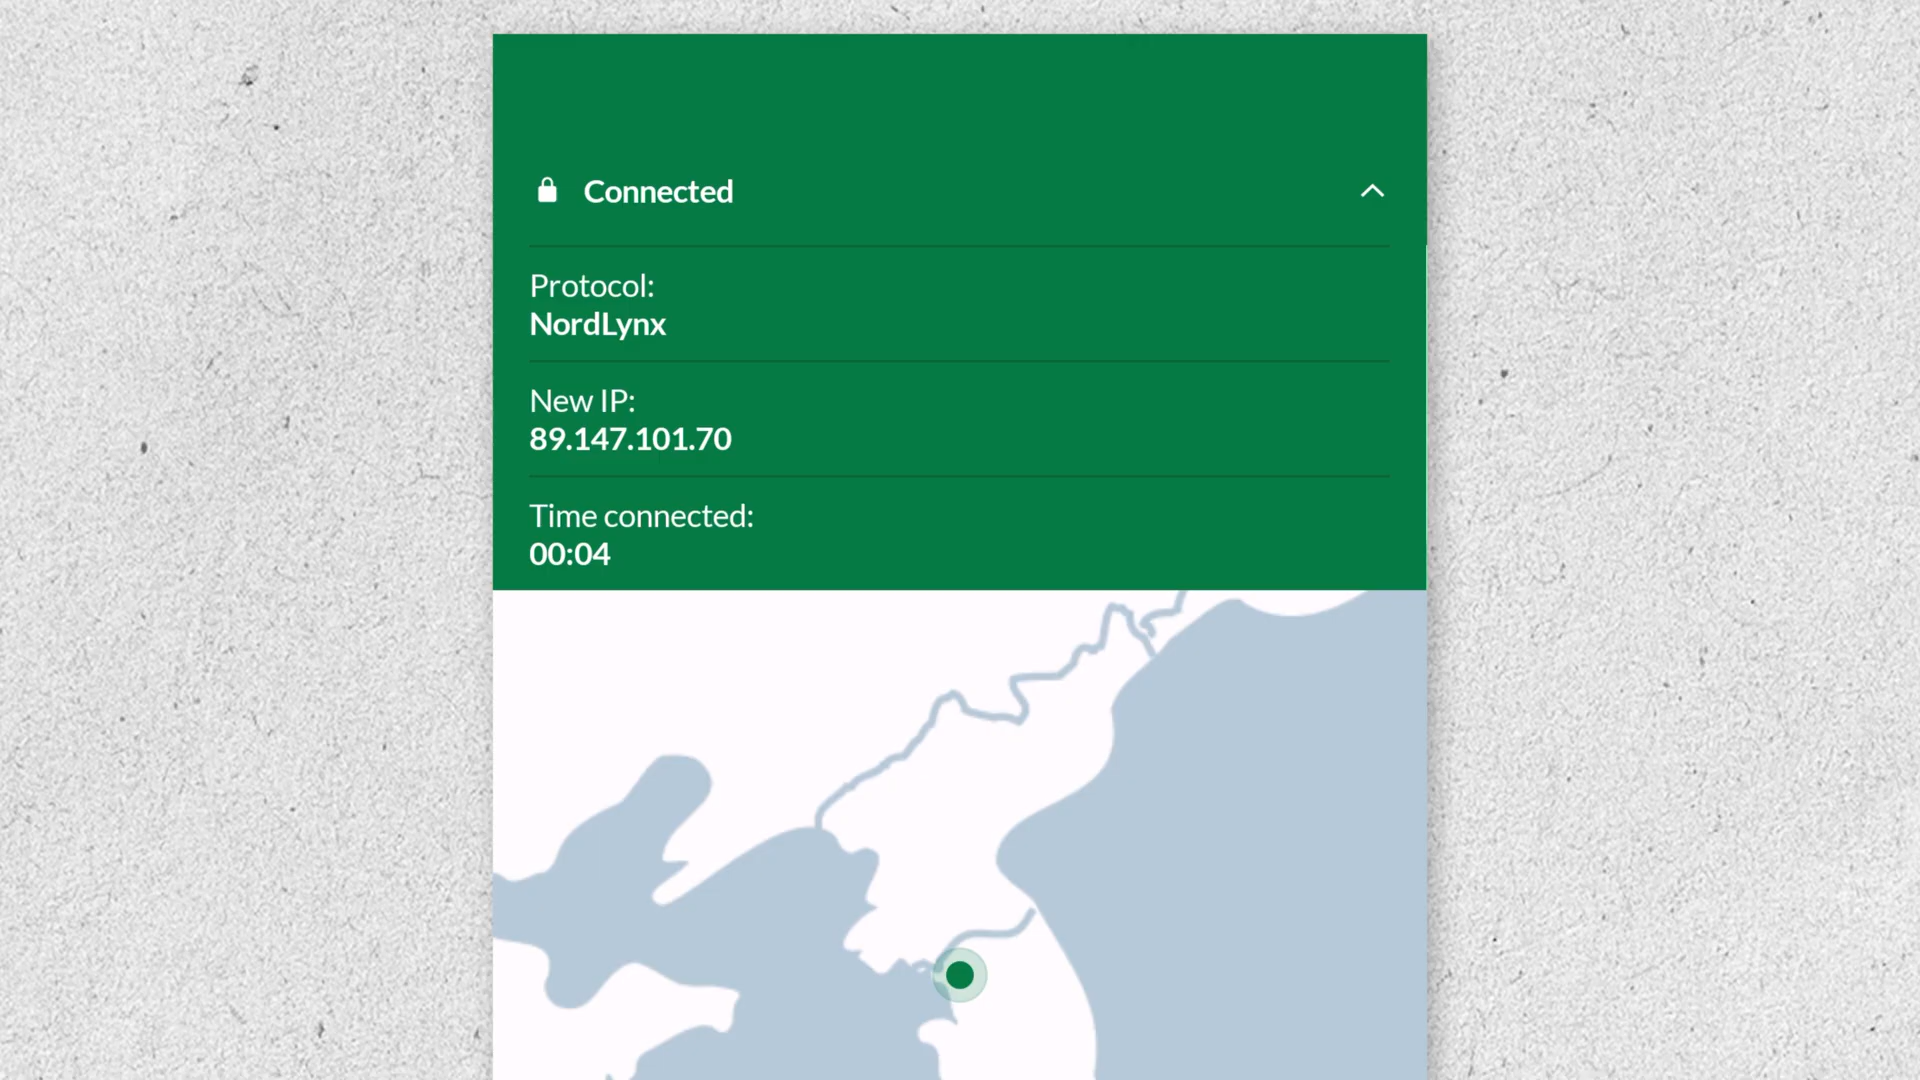 Connected
Protocol:
NordLynx
New IP:
89.147.101.70
Time connected:
00:04